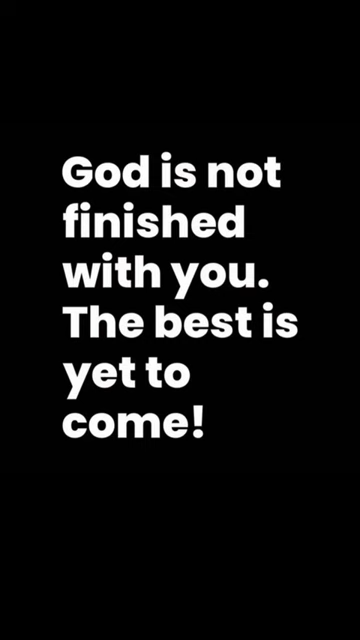 God is not
finished
with you.
The best is
yet to
come!